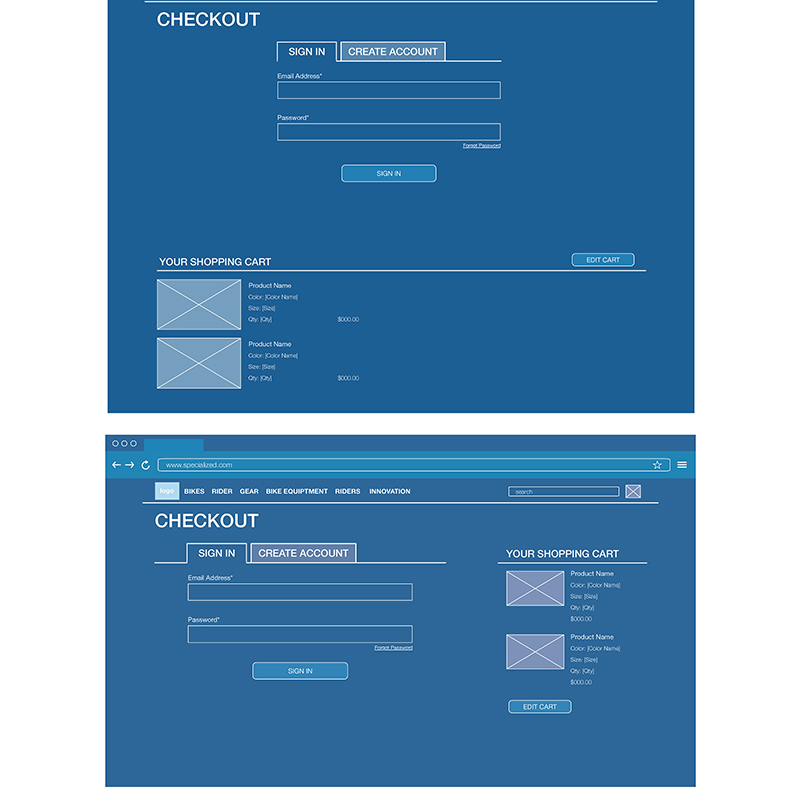 CHECKOUT
SIGN IN CREATE ACCOUNT
Email Address*
Password*
Forgot Password
SIGN IN
YOUR SHOPPING CART EDIT CART
Product Name
Color: [Color Name]
Size: [Size]
Qty: [Qty] $000.00
Product Name
Color: [Color Name]
Size: [Size]
Qty: [Qty] $000.00
www.specialized.com
logo BIKES RIDER GEAR BIKE EQUIPTMENT RIDERS INNOVATION search
CHECKOUT
SIGN IN CREATE ACCOUNT
Email Address*
Password*
Forgot Password
SIGN IN
YOUR SHOPPING CART
Product Name
Color: [Color Name]
Size: [Size]
Qty: [Qty]
$000.00
Product Name
Color: [Color Name]
Size: [Size]
Qty: [Qty]
$000.00
EDIT CART